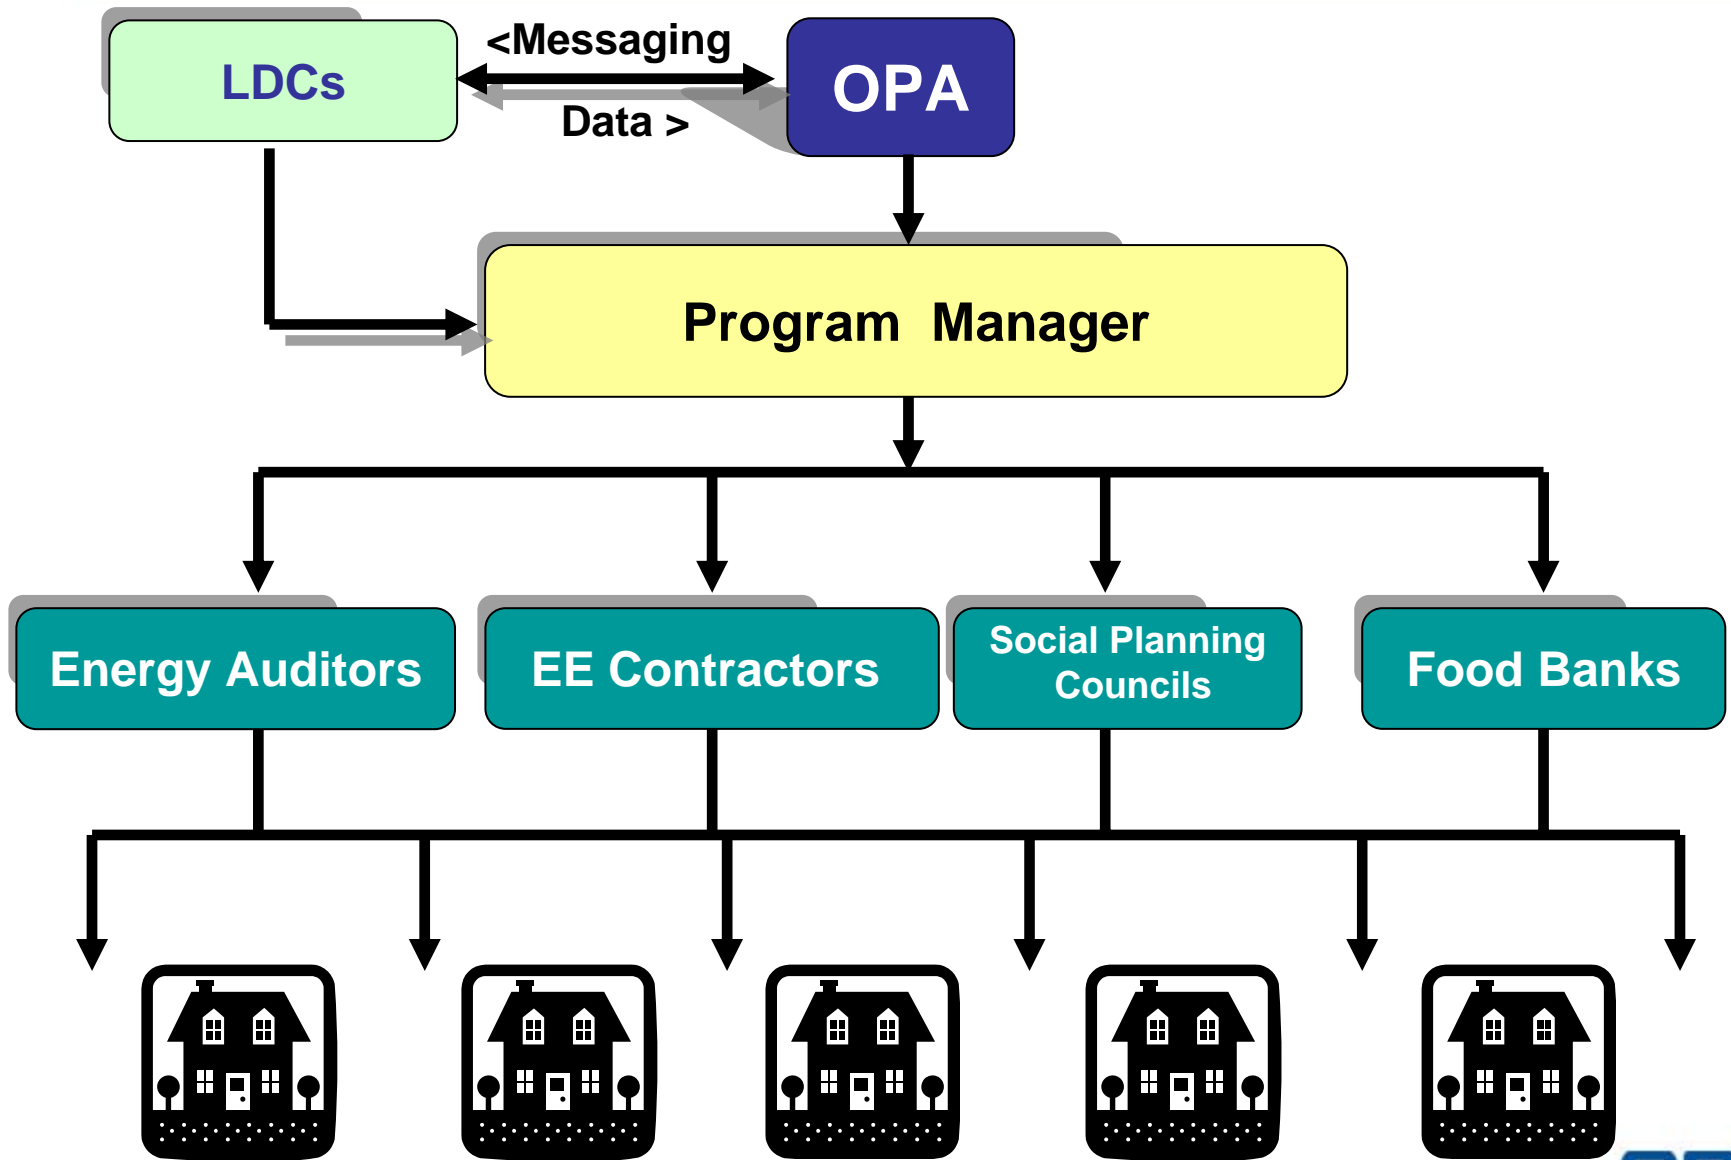 LDCs
<Messaging
Data >
OPA
Program Manager
Energy Auditors
EE Contractors
Social Planning
Councils
Food Banks